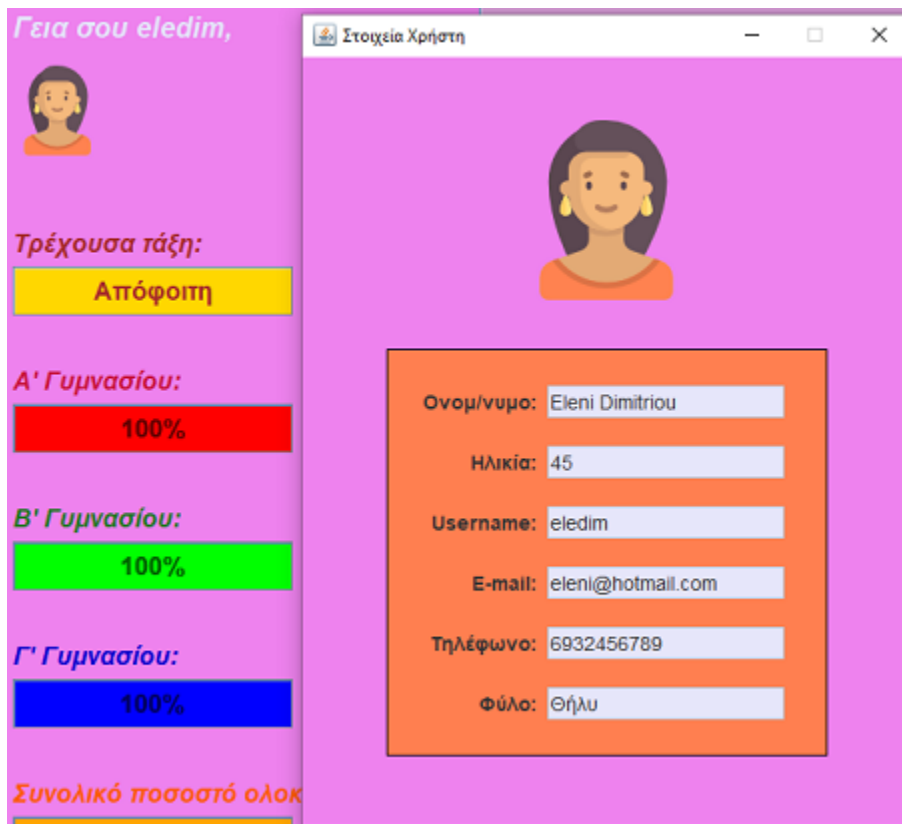 Γεια σου eledim,
Τρέχουσα τάξη:
Απόφοιτη
Α' Γυμνασίου:
100%
Β' Γυμνασίου:
100%
Γ' Γυμνασίου:
100%
Συνολικό ποσοστό
Στοιχεία Χρήστη
Ονομ/νυμο: Eleni Dimitriou
Ηλικία: 45
Username: eledim
E-mail: eleni@hotmail.com
Τηλέφωνο: 6932456789
Φύλο: Θήλυ